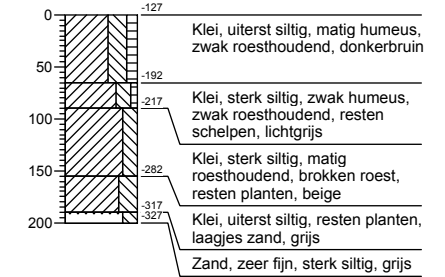 0
50
100
150
200
-127
Klei, uiterst siltig, matig humeus,
zwak roesthoudend, donkerbruin
-192
Klei, sterk siltig, zwak humeus,
zwak roesthoudend, resten
schelpen, lichtgrijs
-217
Klei, sterk siltig, matig
roesthoudend, brokken roest,
resten planten, beige
-282
Klei, uiterst siltig, resten planten,
laagjes zand, grijs
-317
Zand, zeer fijn, sterk siltig, grijs
-327